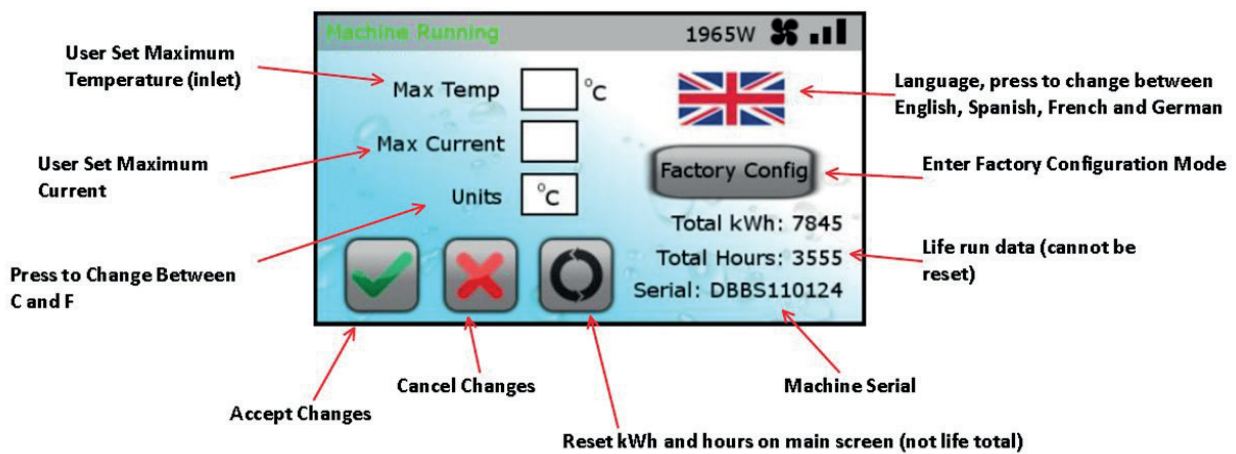 Machine Running
1965W
User Set Maximum
Temperature (inlet)
Max Temp
°C
Language, press to change between
English, Spanish, French and German
User Set Maximum
Current
Max Current
Factory Config
Enter Factory Configuration Mode
Units
°C
Total kWh: 7845
Press to Change Between
C and F
Total Hours: 3555
Life run data (cannot be
reset)
Serial: DBBS110124
Cancel Changes
Machine Serial
Accept Changes
Reset kWh and hours on main screen (not life total)